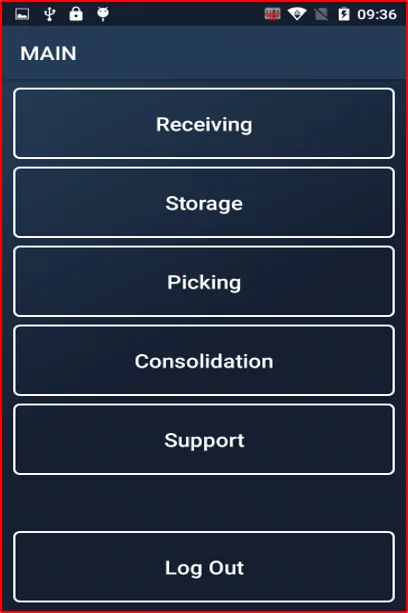 09:36
MAIN
Receiving
Storage
Picking
Consolidation
Support
Log Out